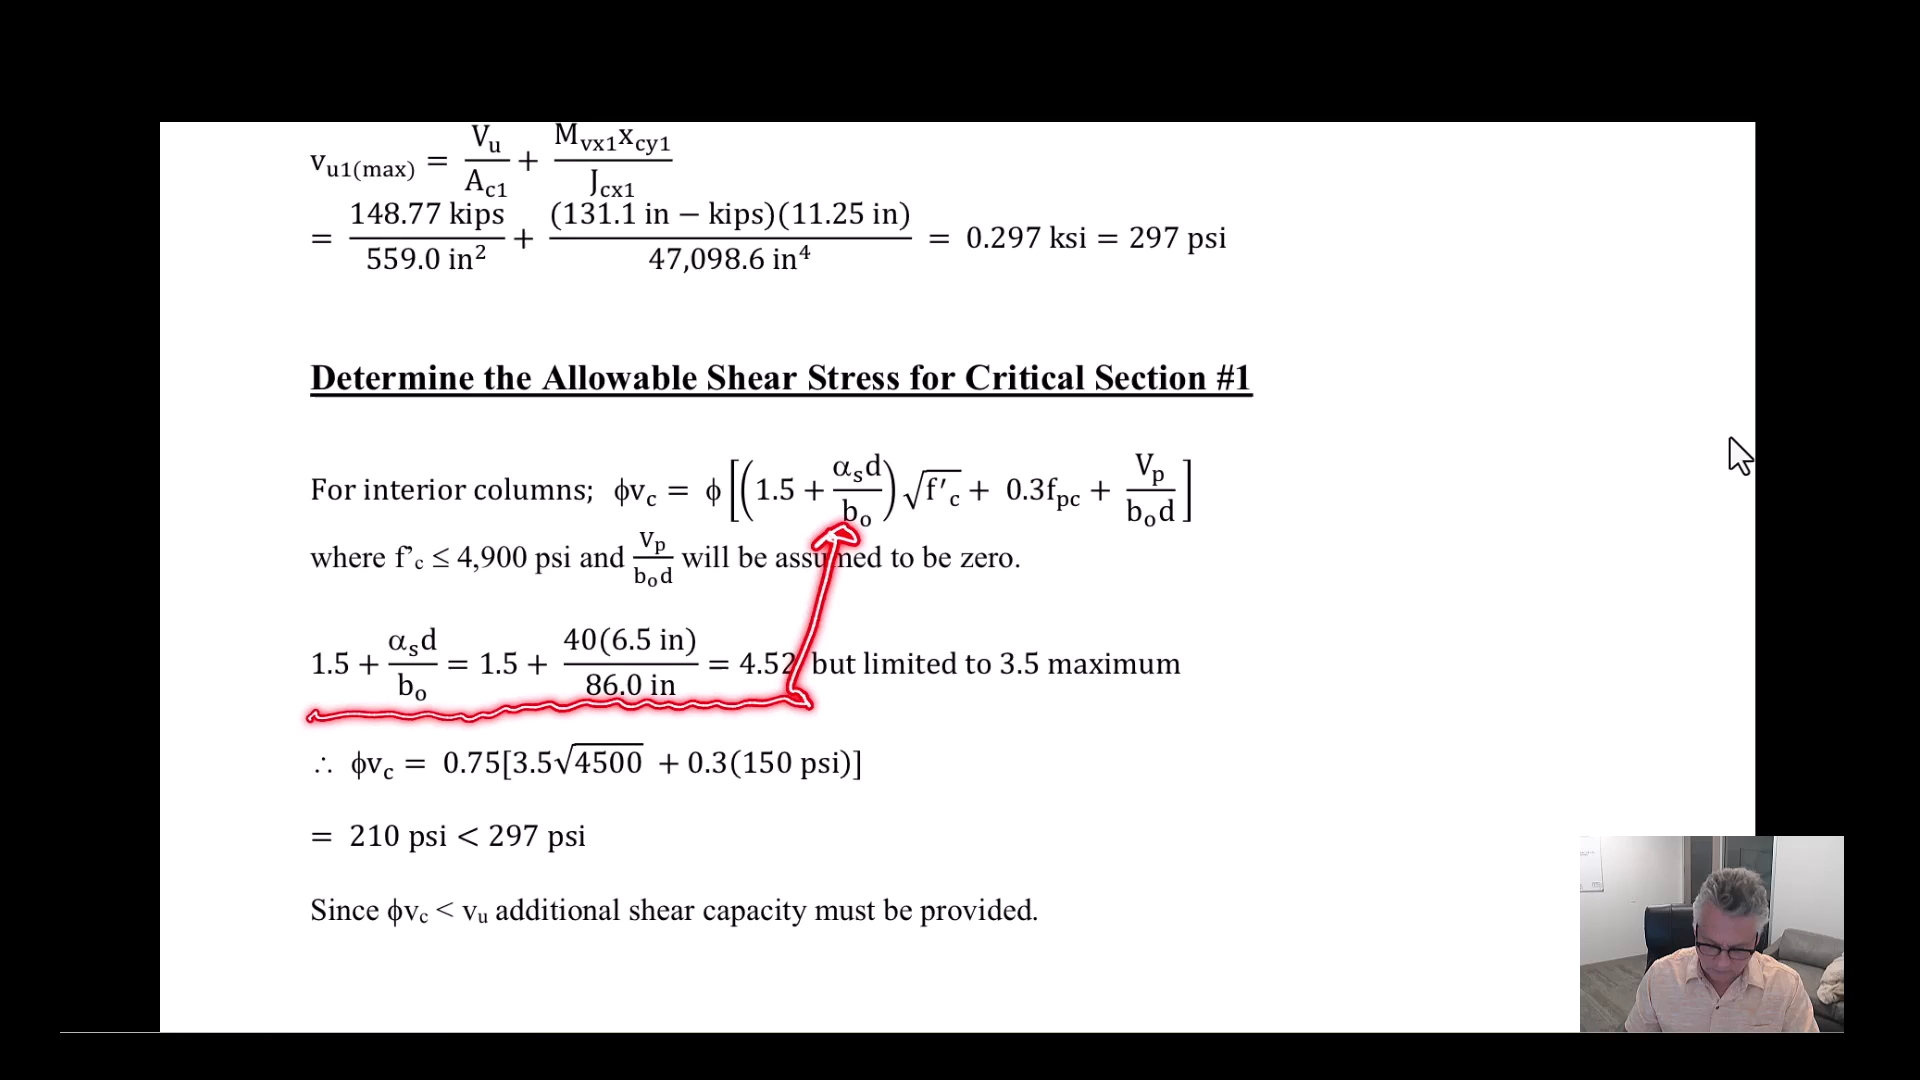 v_u1(max) = V_u/A_c1 + M_vx1 x_cy1/J_cx1
= 148.77 kips/559.0 in² + (131.1 in − kips)(11.25 in)/47,098.6 in⁴ = 0.297 ksi = 297 psi
Determine the Allowable Shear Stress for Critical Section #1
For interior columns; ϕv_c = ϕ[(1.5 + α_s d/b_o)√f'_c + 0.3f_pc + V_p/b_o d]
where f'_c ≤ 4,900 psi and V_p/b_o d will be assumed to be zero.
1.5 + α_s d/b_o = 1.5 + 40(6.5 in)/86.0 in = 4.52 but limited to 3.5 maximum
∴ ϕv_c = 0.75[3.5√4500 + 0.3(150 psi)]
= 210 psi < 297 psi
Since ϕv_c < v_u additional shear capacity must be provided.